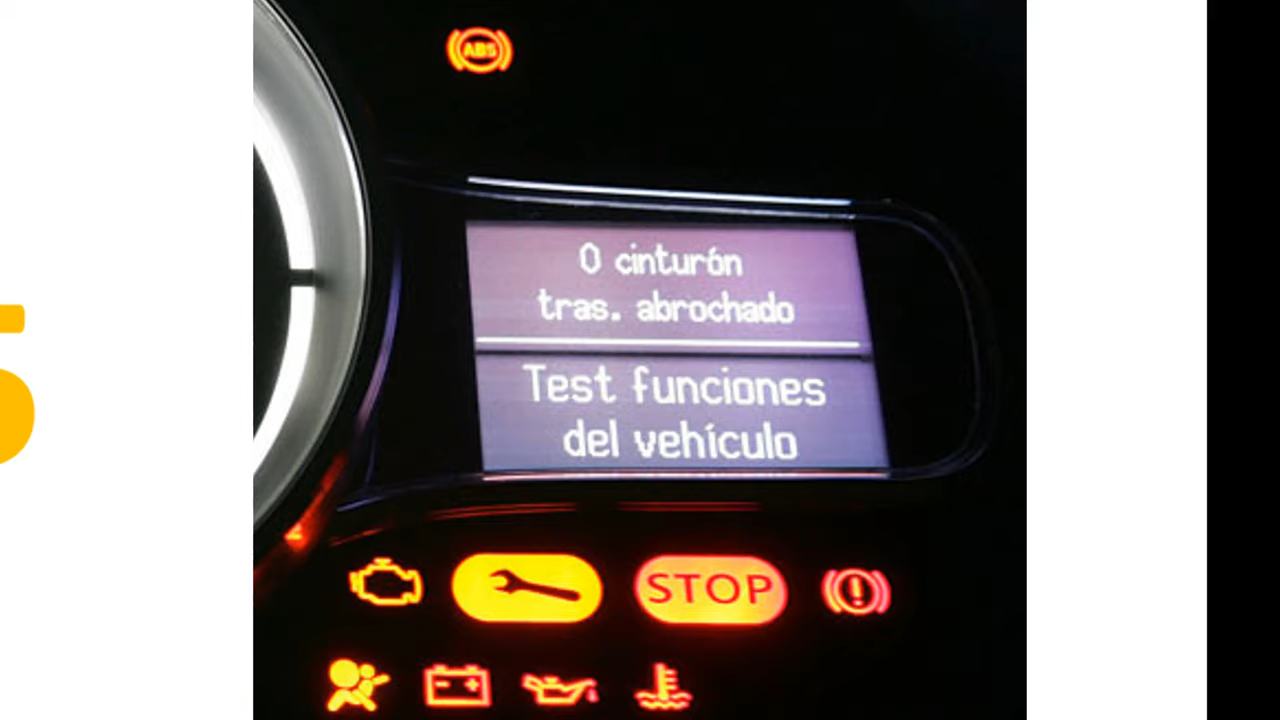 ABS
0 cinturón
tras. abrochado
Test funciones
del vehículo
STOP